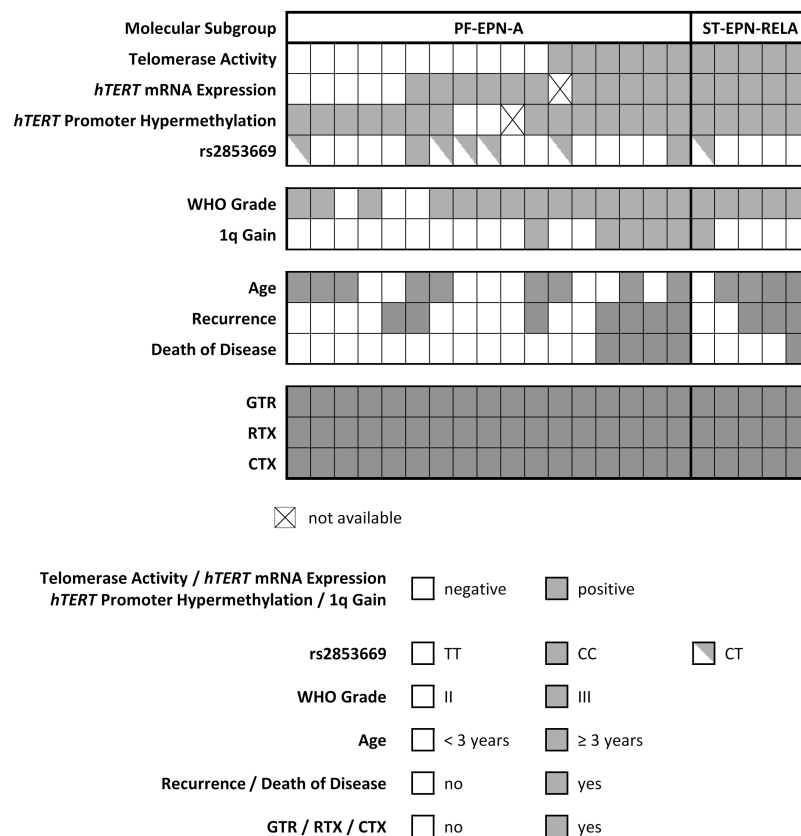 Molecular Subgroup PF-EPN-A ST-EPN-RELA
Telomerase Activity
hTERT mRNA Expression
hTERT Promoter Hypermethylation
rs2853669
WHO Grade
1q Gain
Age
Recurrence
Death of Disease
GTR
RTX
CTX
not available
Telomerase Activity / hTERT mRNA Expression
hTERT Promoter Hypermethylation / 1q Gain negative positive
rs2853669 TT CC CT
WHO Grade II III
Age < 3 years ≥ 3 years
Recurrence / Death of Disease no yes
GTR / RTX / CTX no yes